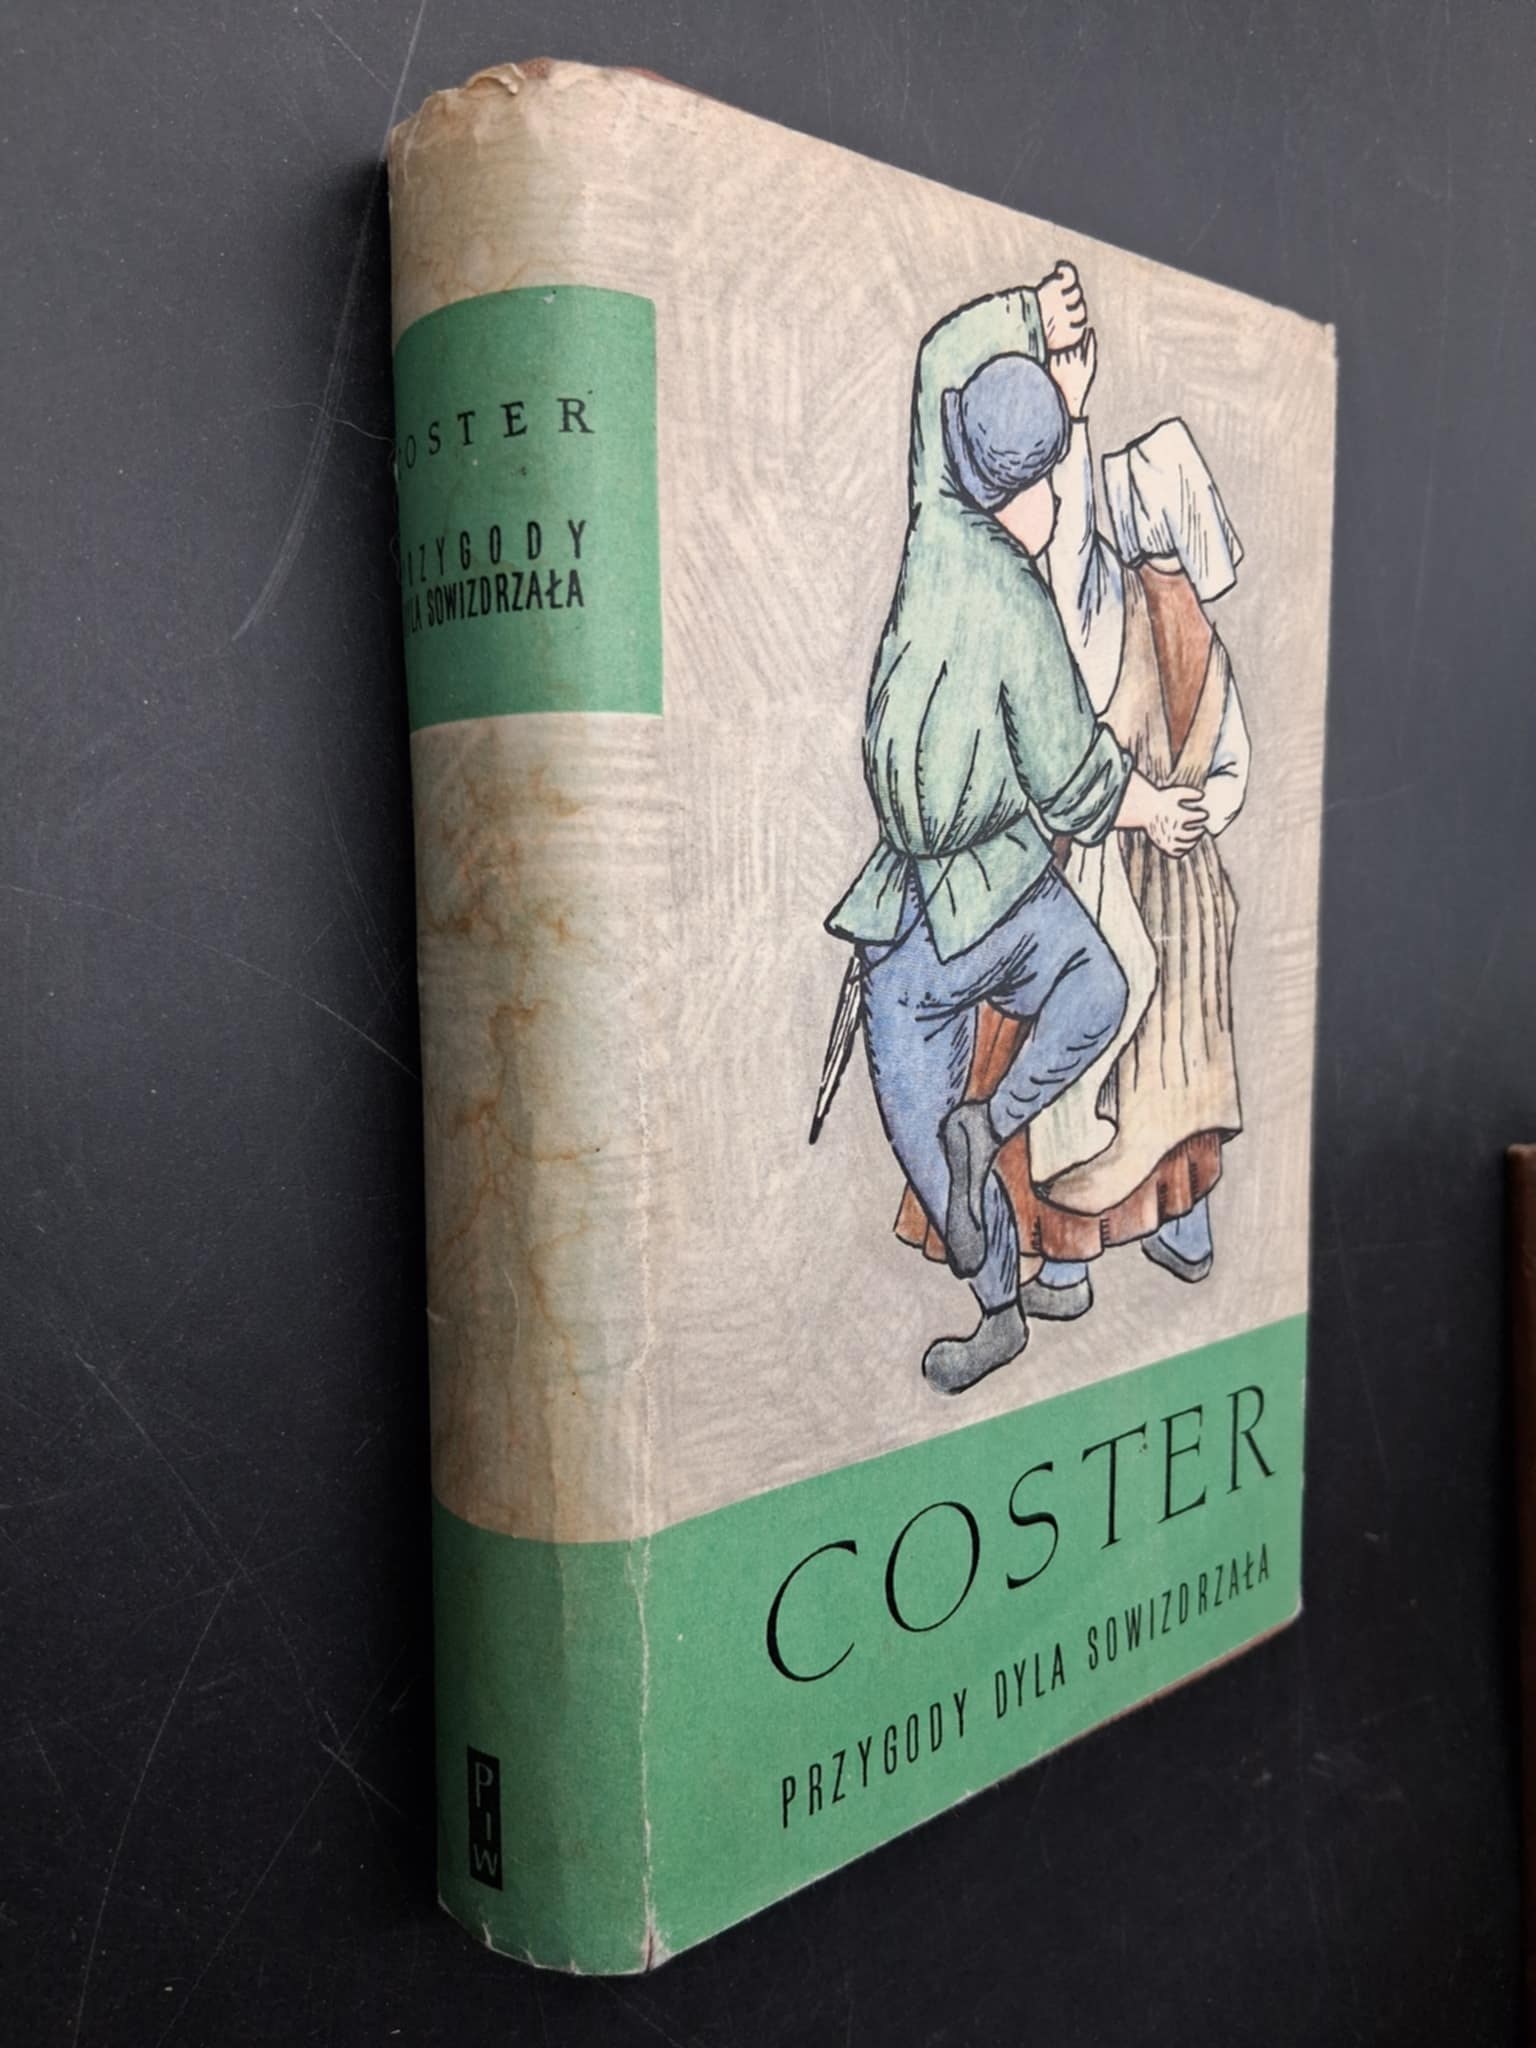 COSTER
PRZYGODY
DYLA SOWIZDRZAŁA
COSTER
PRZYGODY DYLA SOWIZDRZAŁA
PIW